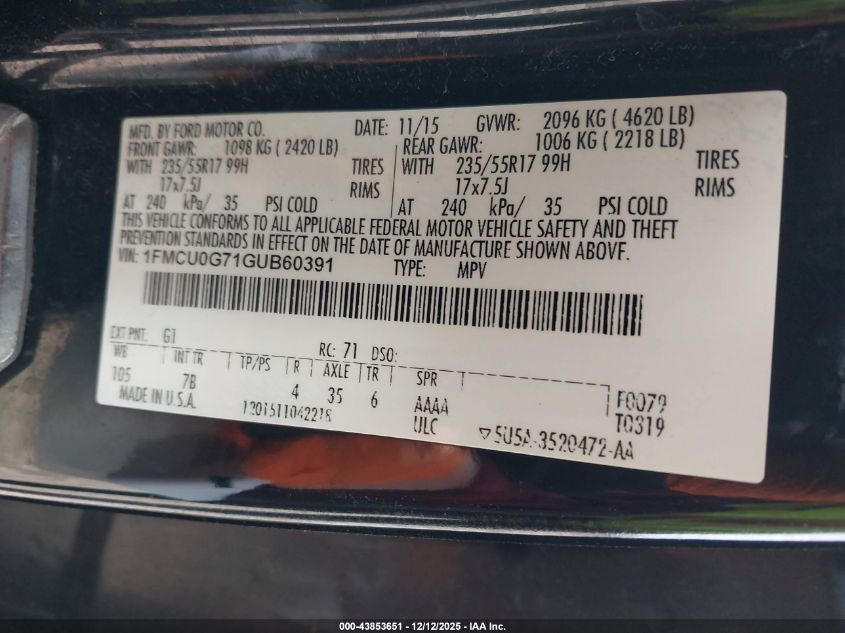 MFD. BY FORD MOTOR CO. DATE: 11/15 GVWR: 2096 KG ( 4620 LB)
FRONT GAWR: 1098 KG ( 2420 LB) REAR GAWR: 1006 KG ( 2218 LB)
WITH 235/55R17 99H TIRES WITH 235/55R17 99H TIRES
17x7.5J RIMS 17x7.5J RIMS
AT 240 kPa/ 35 PSI COLD AT 240 kPa/ 35 PSI COLD
THIS VEHICLE CONFORMS TO ALL APPLICABLE FEDERAL MOTOR VEHICLE SAFETY AND THEFT
PREVENTION STANDARDS IN EFFECT ON THE DATE OF MANUFACTURE SHOWN ABOVE.
VIN: 1FMCU0G71GUB60391 TYPE: MPV
EXT PNT: G1 RC: 71 DSO:
WB INT TR TP/PS R AXLE TR SPR
105 7B 4 35 6 AAAA F0079
MADE IN U.S.A. ULC T0319
5U5A-3520472-AA
000-43853651 - 12/12/2025 - IAA Inc.